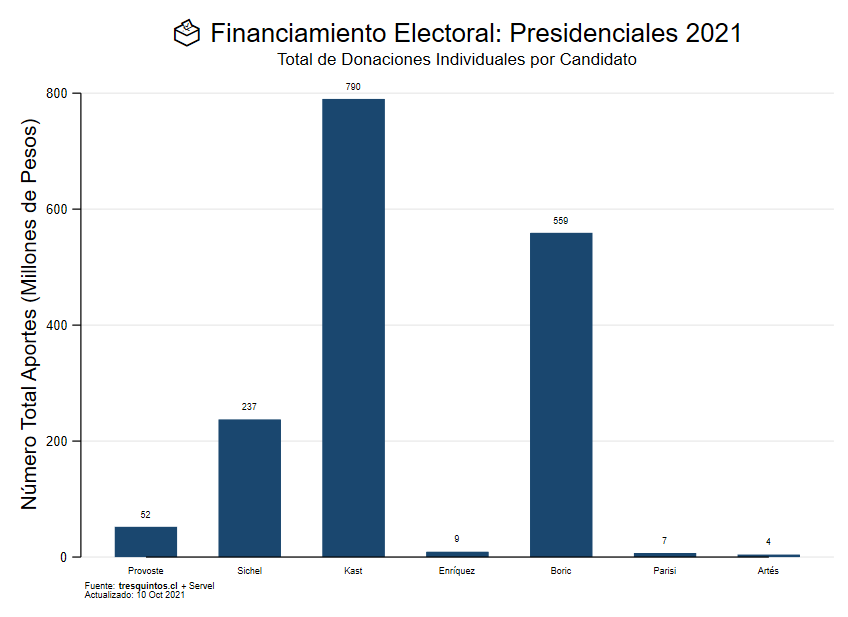 Financiamiento Electoral: Presidenciales 2021
Total de Donaciones Individuales por Candidato
Número Total Aportes (Millones de Pesos)
800
600
400
200
0
52
237
790
9
559
7
4
Provoste
Sichel
Kast
Enríquez
Boric
Parisi
Artés
Fuente: tresquintos.cl + Servel
Actualizado: 10 Oct 2021